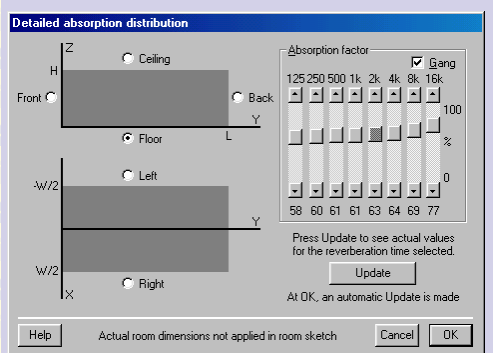 Detailed absorption distribution
Z
H
Ceiling
Front
Back
Y
Floor
L
-W/2
Left
Y
W/2
Right
X
Absorption factor
Gang
125 250 500 1k 2k 4k 8k 16k
100
%
0
58 60 61 61 63 64 69 77
Press Update to see actual values
for the reverberation time selected.
Update
At OK, an automatic Update is made
Help
Actual room dimensions not applied in room sketch
Cancel
OK